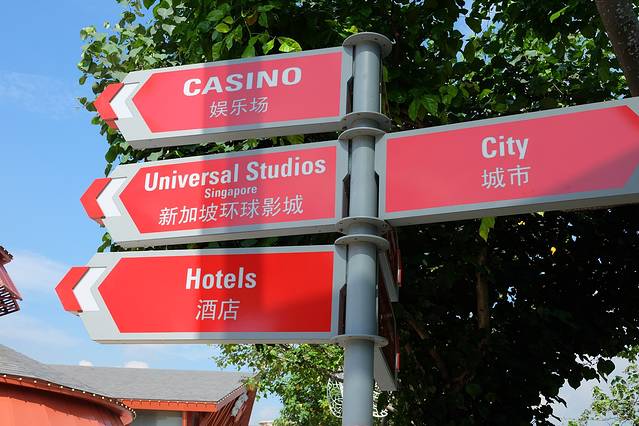 CASINO
娱乐场
Universal Studios
Singapore
新加坡环球影城
Hotels
酒店
City
城市